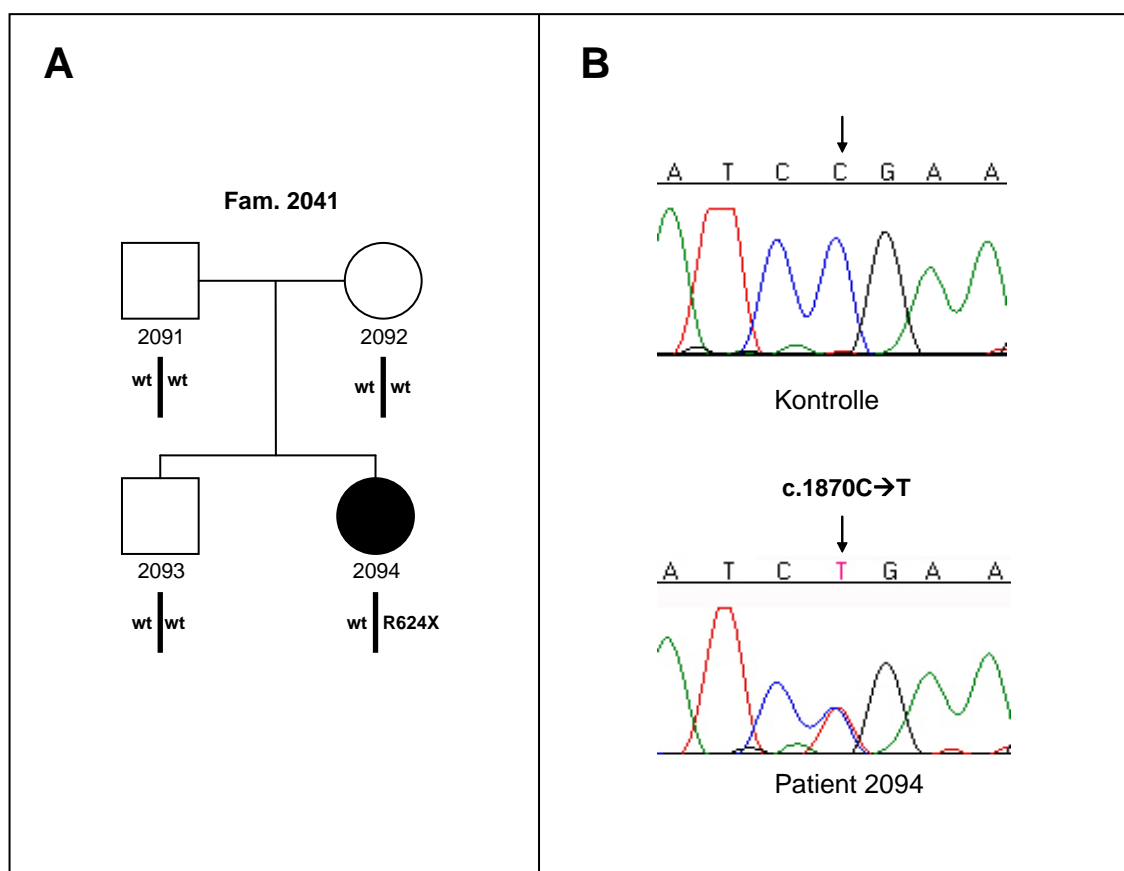 A
Fam. 2041
2091
2092
wt wt
wt wt
2093
2094
wt wt
wt R624X
B
A T C C G A A
Kontrolle
c.1870C→T
A T C T G A A
Patient 2094